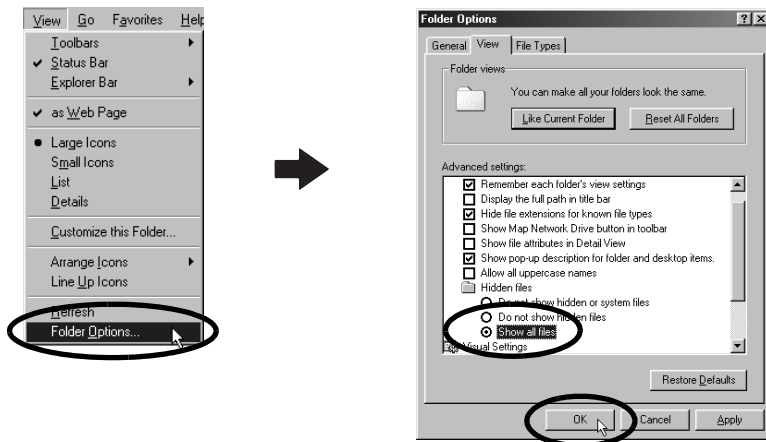 View Go Favorites Help
Toolbars
Status Bar
Explorer Bar
as Web Page
Large Icons
Small Icons
List
Details
Customize this Folder...
Arrange Icons
Line Up Icons
Refresh
Folder Options...
Folder Options
General View File Types
Folder views
You can make all your folders look the same.
Like Current Folder Reset All Folders
Advanced settings:
Remember each folder's view settings
Display the full path in title bar
Hide file extensions for known file types
Show Map Network Drive button in toolbar
Show file attributes in Detail View
Show pop-up description for folder and desktop items.
Allow all uppercase names
Hidden files
Do not show hidden or system files
Do not show hidden files
Show all files
Visual Settings
Restore Defaults
OK Cancel Apply